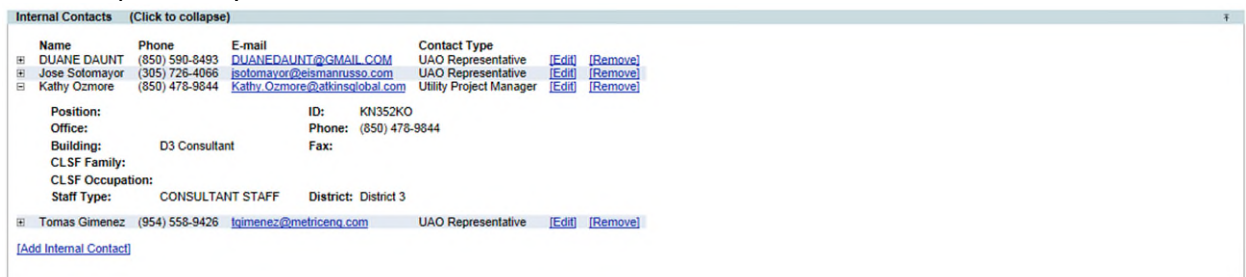 Internal Contacts (Click to collapse)
Name Phone E-mail Contact Type
DUANE DAUNT (850) 590-8493 DUANEDAUNT@GMAIL.COM UAO Representative [Edit] [Remove]
Jose Sotomayor (305) 726-4066 jsotomayor@eismanrusso.com UAO Representative [Edit] [Remove]
Kathy Ozmore (850) 478-9844 Kathy.Ozmore@atkinsglobal.com Utility Project Manager [Edit] [Remove]
Position: ID: KN352KO
Office: Phone: (850) 478-9844
Building: D3 Consultant Fax:
CLSF Family:
CLSF Occupation:
Staff Type: CONSULTANT STAFF District: District 3
Tomas Gimenez (954) 558-9426 tgimenez@metriceng.com UAO Representative [Edit] [Remove]
[Add Internal Contact]